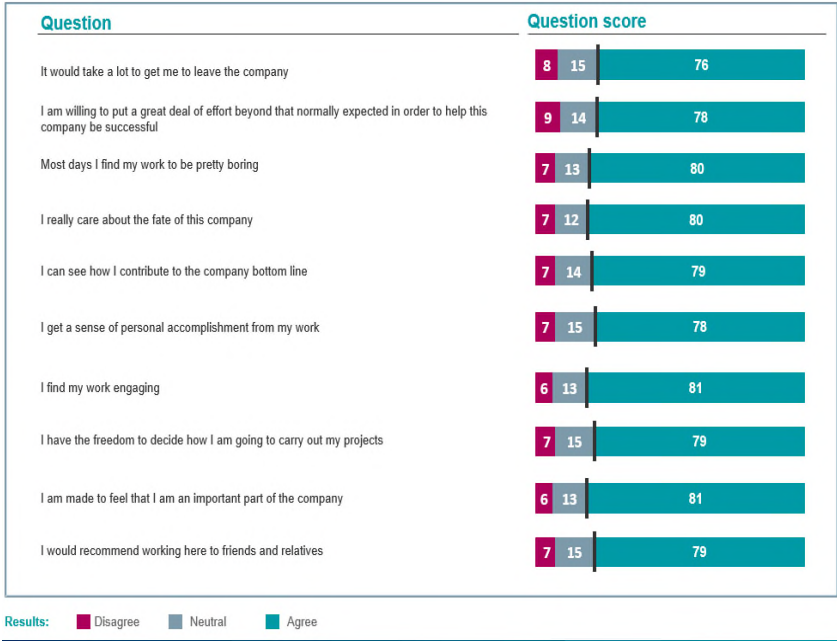 Question Question score
It would take a lot to get me to leave the company 8 15 76
I am willing to put a great deal of effort beyond that normally expected in order to help this
company be successful 9 14 78
Most days I find my work to be pretty boring 7 13 80
I really care about the fate of this company 7 12 80
I can see how I contribute to the company bottom line 7 14 79
I get a sense of personal accomplishment from my work 7 15 78
I find my work engaging 6 13 81
I have the freedom to decide how I am going to carry out my projects 7 15 79
I am made to feel that I am an important part of the company 6 13 81
I would recommend working here to friends and relatives 7 15 79
Results: Disagree Neutral Agree